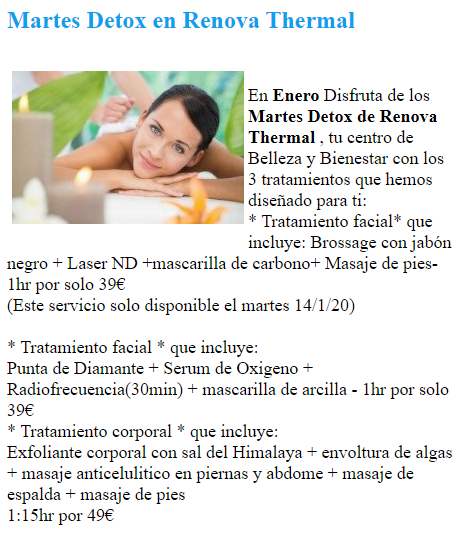 Martes Detox en Renova Thermal
En Enero Disfruta de los
Martes Detox de Renova
Thermal , tu centro de
Belleza y Bienestar con los
3 tratamientos que hemos
diseñado para ti:
* Tratamiento facial* que
incluye: Brossage con jabón
negro + Laser ND +mascarilla de carbono+ Masaje de pies-
1hr por solo 39€
(Este servicio solo disponible el martes 14/1/20)
* Tratamiento facial * que incluye:
Punta de Diamante + Serum de Oxigeno +
Radiofrecuencia(30min) + mascarilla de arcilla - 1hr por solo
39€
* Tratamiento corporal * que incluye:
Exfoliante corporal con sal del Himalaya + envoltura de algas
+ masaje anticelulitico en piernas y abdome + masaje de
espalda + masaje de pies
1:15hr por 49€